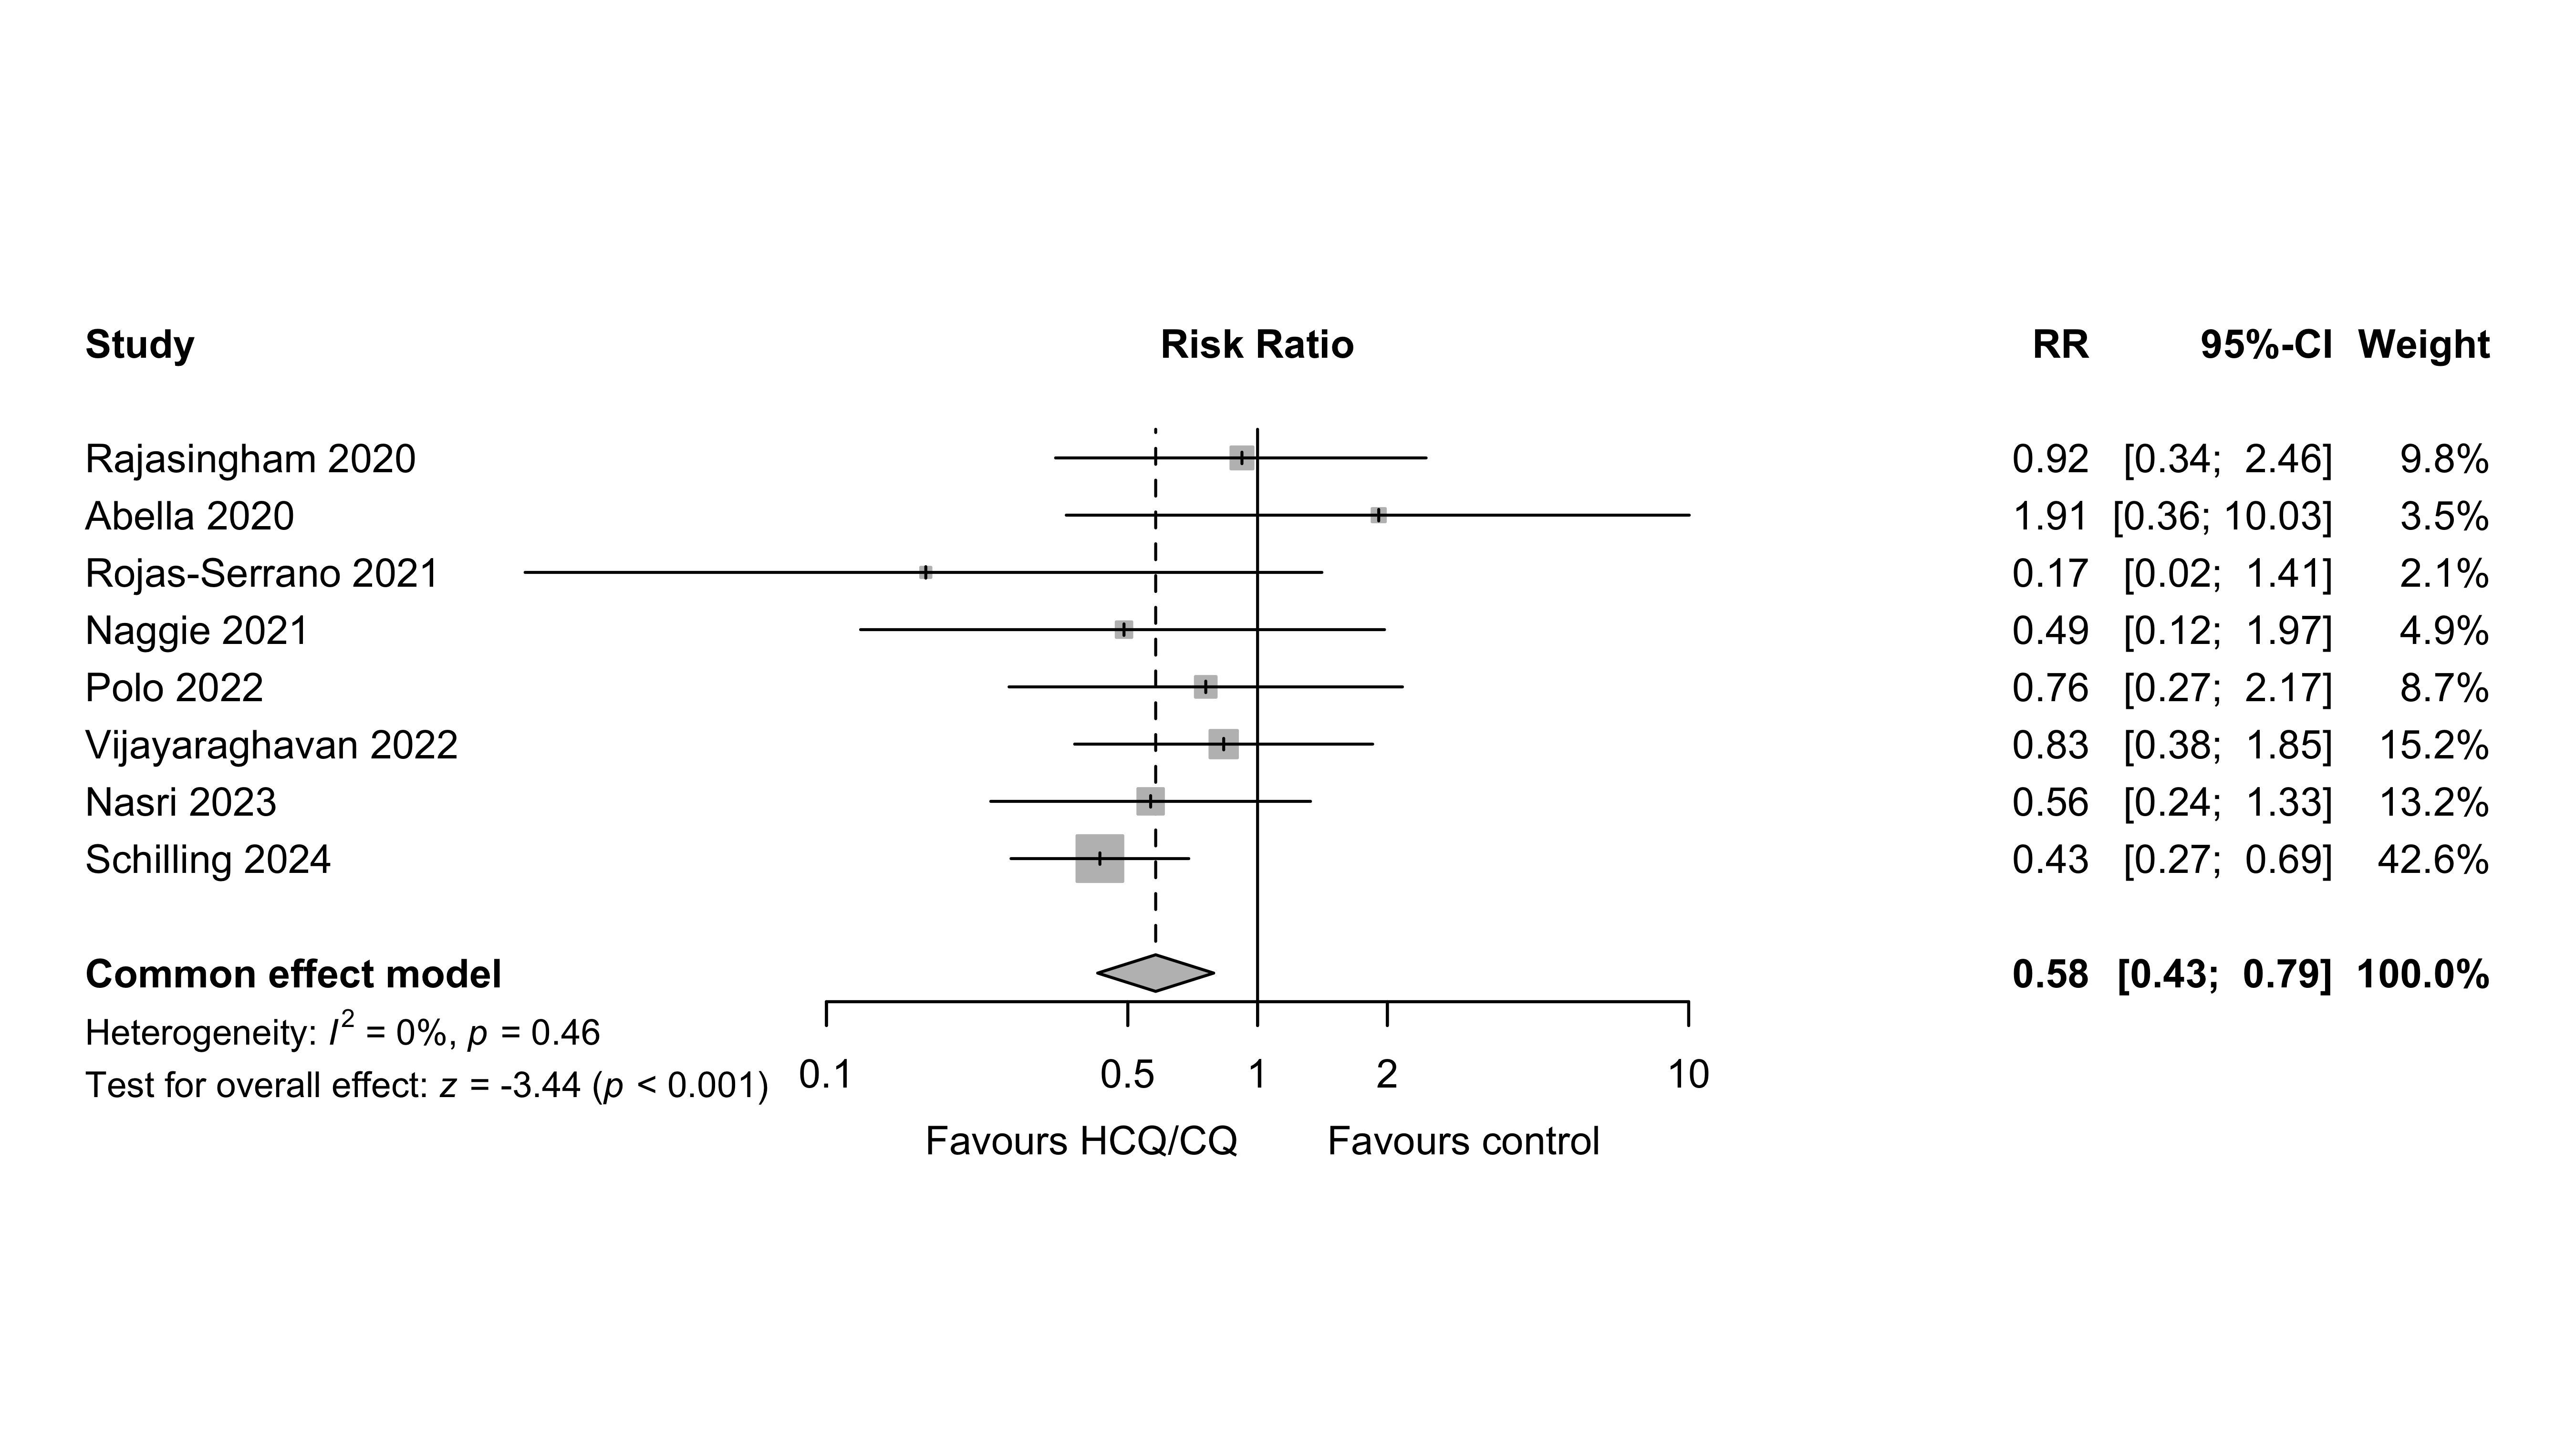 Study Risk Ratio RR 95%-CI Weight
Rajasingham 2020 0.92 [0.34; 2.46] 9.8%
Abella 2020 1.91 [0.36; 10.03] 3.5%
Rojas-Serrano 2021 0.17 [0.02; 1.41] 2.1%
Naggie 2021 0.49 [0.12; 1.97] 4.9%
Polo 2022 0.76 [0.27; 2.17] 8.7%
Vijayaraghavan 2022 0.83 [0.38; 1.85] 15.2%
Nasri 2023 0.56 [0.24; 1.33] 13.2%
Schilling 2024 0.43 [0.27; 0.69] 42.6%
Common effect model 0.58 [0.43; 0.79] 100.0%
Heterogeneity: I² = 0%, p = 0.46
Test for overall effect: z = -3.44 (p < 0.001)
0.1 0.5 1 2 10
Favours HCQ/CQ Favours control